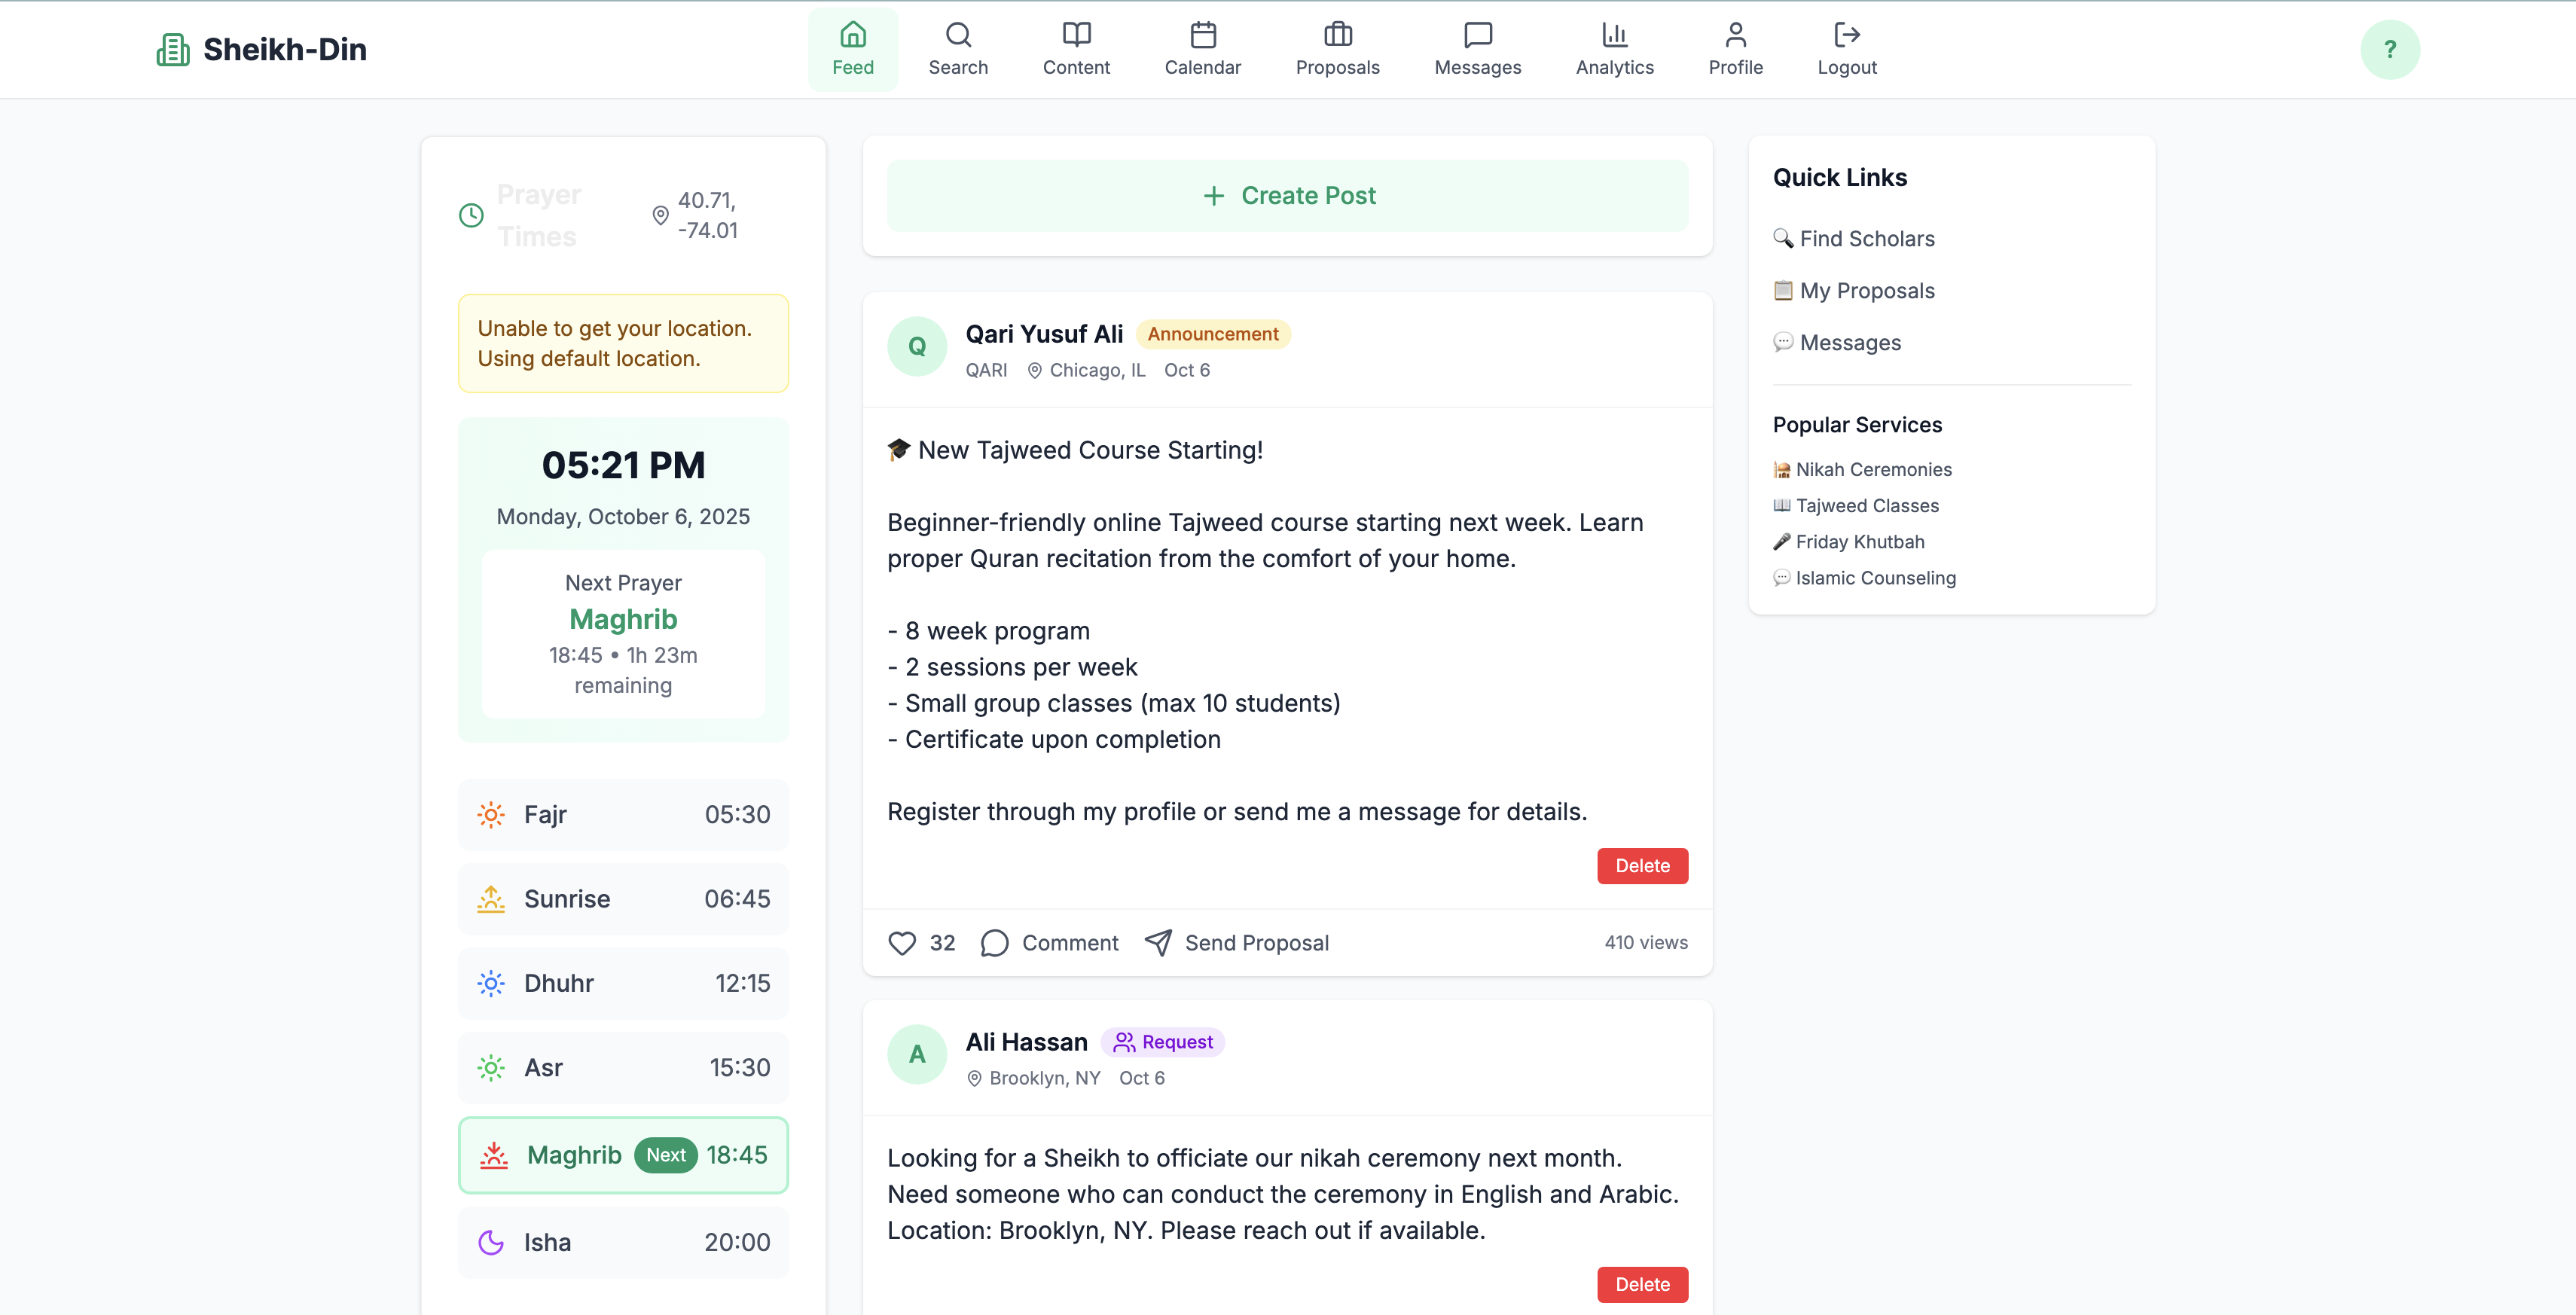 Sheikh-Din
Feed
Search
Content
Calendar
Proposals
Messages
Analytics
Profile
Logout
?
Prayer
Times
40.71,
-74.01
Unable to get your location.
Using default location.
05:21 PM
Monday, October 6, 2025
Next Prayer
Maghrib
18:45 • 1h 23m
remaining
Fajr 05:30
Sunrise 06:45
Dhuhr 12:15
Asr 15:30
Maghrib Next 18:45
Isha 20:00
+ Create Post
Q
Qari Yusuf Ali Announcement
QARI Chicago, IL Oct 6
🎓 New Tajweed Course Starting!
Beginner-friendly online Tajweed course starting next week. Learn
proper Quran recitation from the comfort of your home.
- 8 week program
- 2 sessions per week
- Small group classes (max 10 students)
- Certificate upon completion
Register through my profile or send me a message for details.
Delete
32 Comment Send Proposal 410 views
A
Ali Hassan Request
Brooklyn, NY Oct 6
Looking for a Sheikh to officiate our nikah ceremony next month.
Need someone who can conduct the ceremony in English and Arabic.
Location: Brooklyn, NY. Please reach out if available.
Delete
Quick Links
🔍 Find Scholars
📋 My Proposals
💬 Messages
Popular Services
🕌 Nikah Ceremonies
📖 Tajweed Classes
🎤 Friday Khutbah
💬 Islamic Counseling